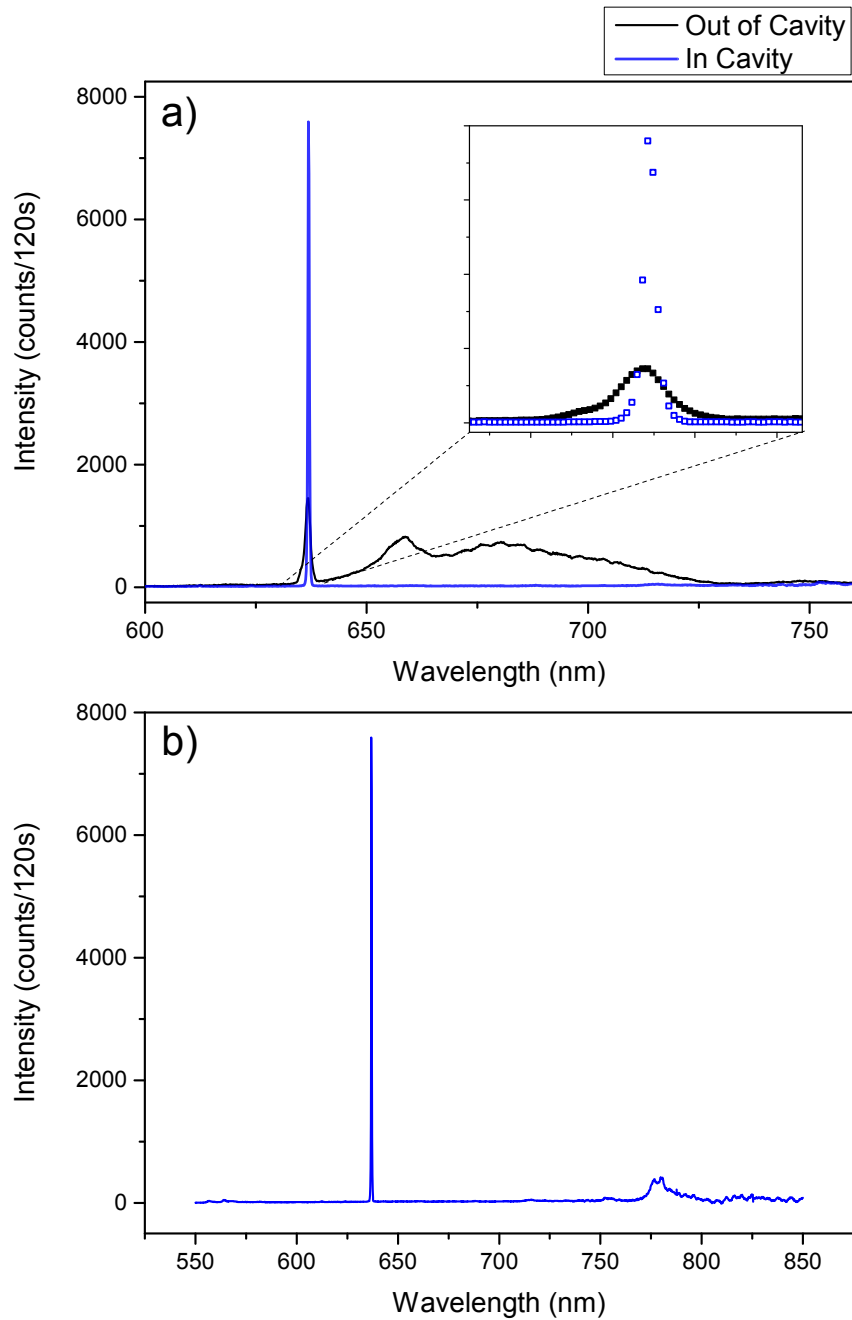 Out of Cavity
In Cavity
a)
8000
6000
4000
2000
0
Intensity (counts/120s)
600 650 700 750
Wavelength (nm)
b)
8000
6000
4000
2000
0
Intensity (counts/120s)
550 600 650 700 750 800 850
Wavelength (nm)